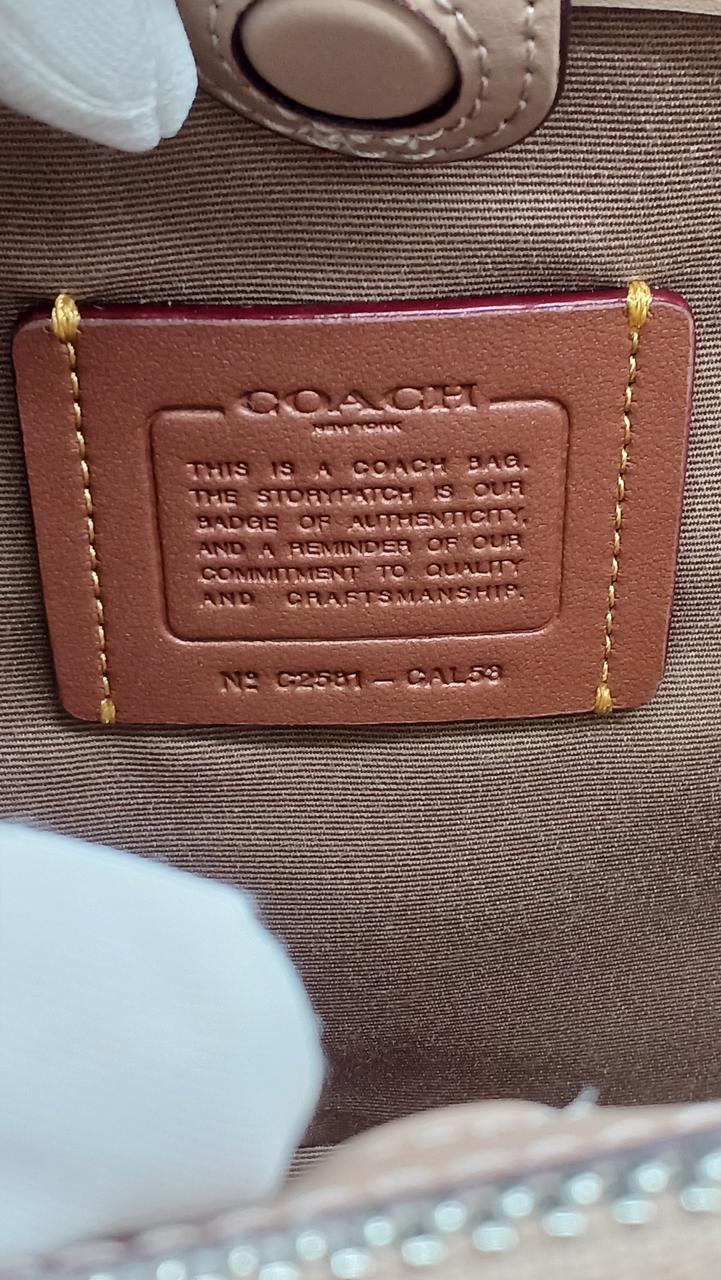 COACH
NEW YORK
THIS IS A COACH BAG.
THE STORYPATCH IS OUR
BADGE OF AUTHENTICITY,
AND A REMINDER OF OUR
COMMITMENT TO QUALITY
AND CRAFTSMANSHIP.
Nº C2581 – CAL58